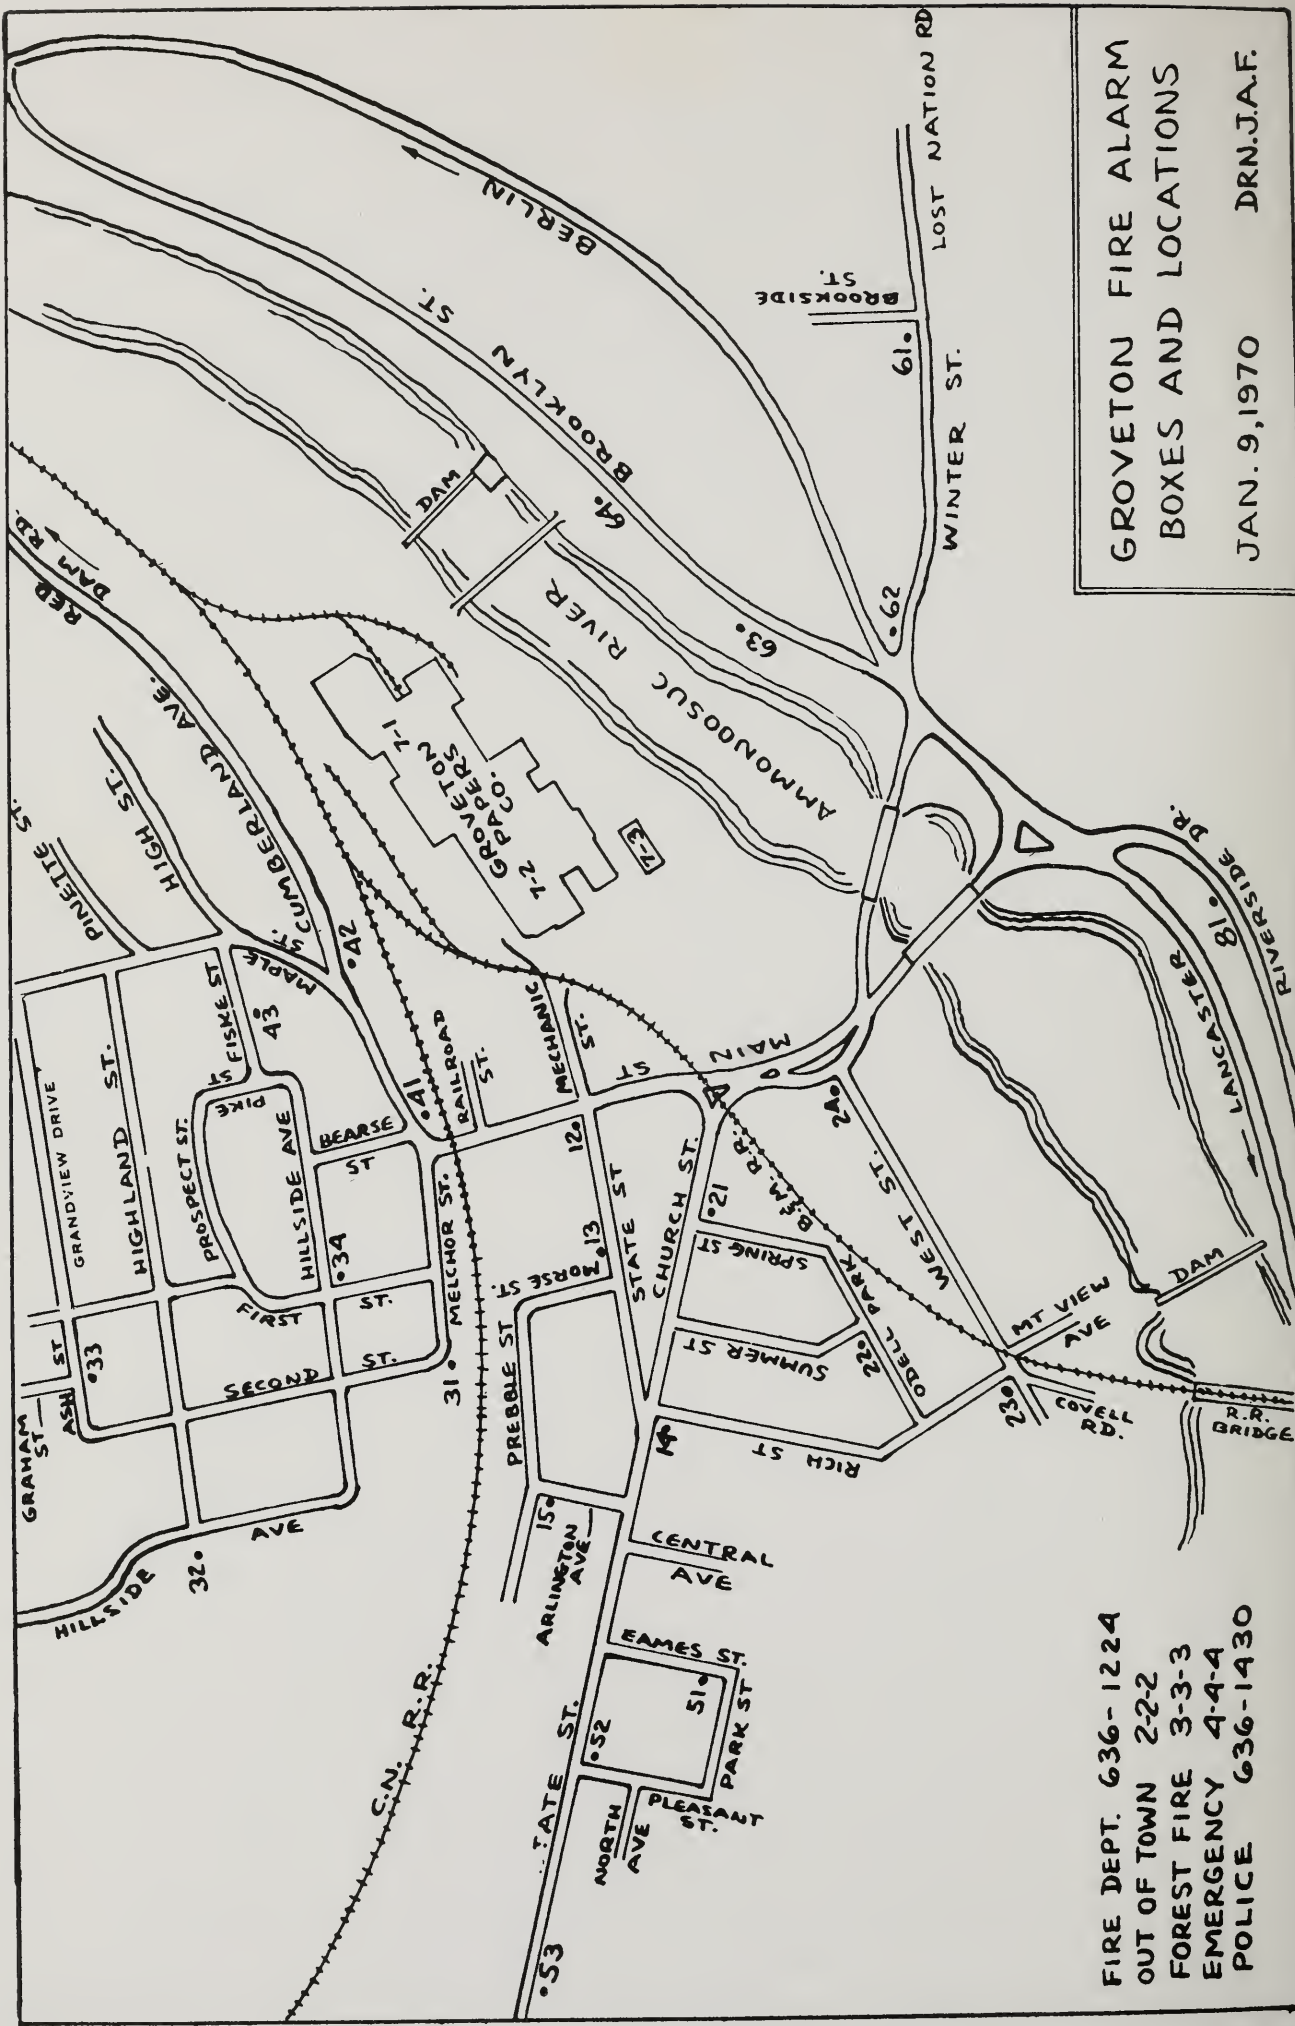 GROVETON FIRE ALARM
BOXES AND LOCATIONS
JAN. 9, 1970 DRN. J.A.F.
FIRE DEPT. 636-1224
OUT OF TOWN 2-2-2
FOREST FIRE 3-3-3
EMERGENCY 4-4-4
POLICE 636-1430
HILLSIDE
AVE
32
GRAHAM
ST
ASH
ST
33
GRANDVIEW DRIVE
HIGHLAND ST.
PROSPECT ST.
PIKE
ST
FISKE ST
43
HILLSIDE AVE
FIRST
ST.
SECOND
ST.
34
BEARSE
ST
MELCHOR ST.
31
PINETTE ST.
HIGH ST.
MAPLE
ST.
CUMBERLAND AVE.
RED
DAM RD.
42
41
RAILROAD
ST.
MECHANIC
ST.
GROVETON
PAPERS
CO.
7-1
7-2
7-3
C.N. R.R.
PREBBLE ST
MORSE ST.
13
12
STATE ST
CHURCH ST.
MAIN
ST
15
ARLINGTON
AVE
14
CENTRAL
AVE
EAMES ST.
51
52
PARK ST
PLEASANT
ST.
NORTH
AVE
TATE ST.
53
RICH ST
SUMMER ST
SPRING ST
21
22
ODELL PARK
B.&M. R.R.
WEST ST.
2A
23
MT VIEW
AVE
COVELL
RD.
R.R.
BRIDGE
DAM
LANCASTER
81
RIVERSIDE DR.
AMMONOOSUC RIVER
DAM
BROOKLYN ST.
64
63
62
BERLIN
WINTER ST.
61
BROOKSIDE
ST.
LOST NATION RD